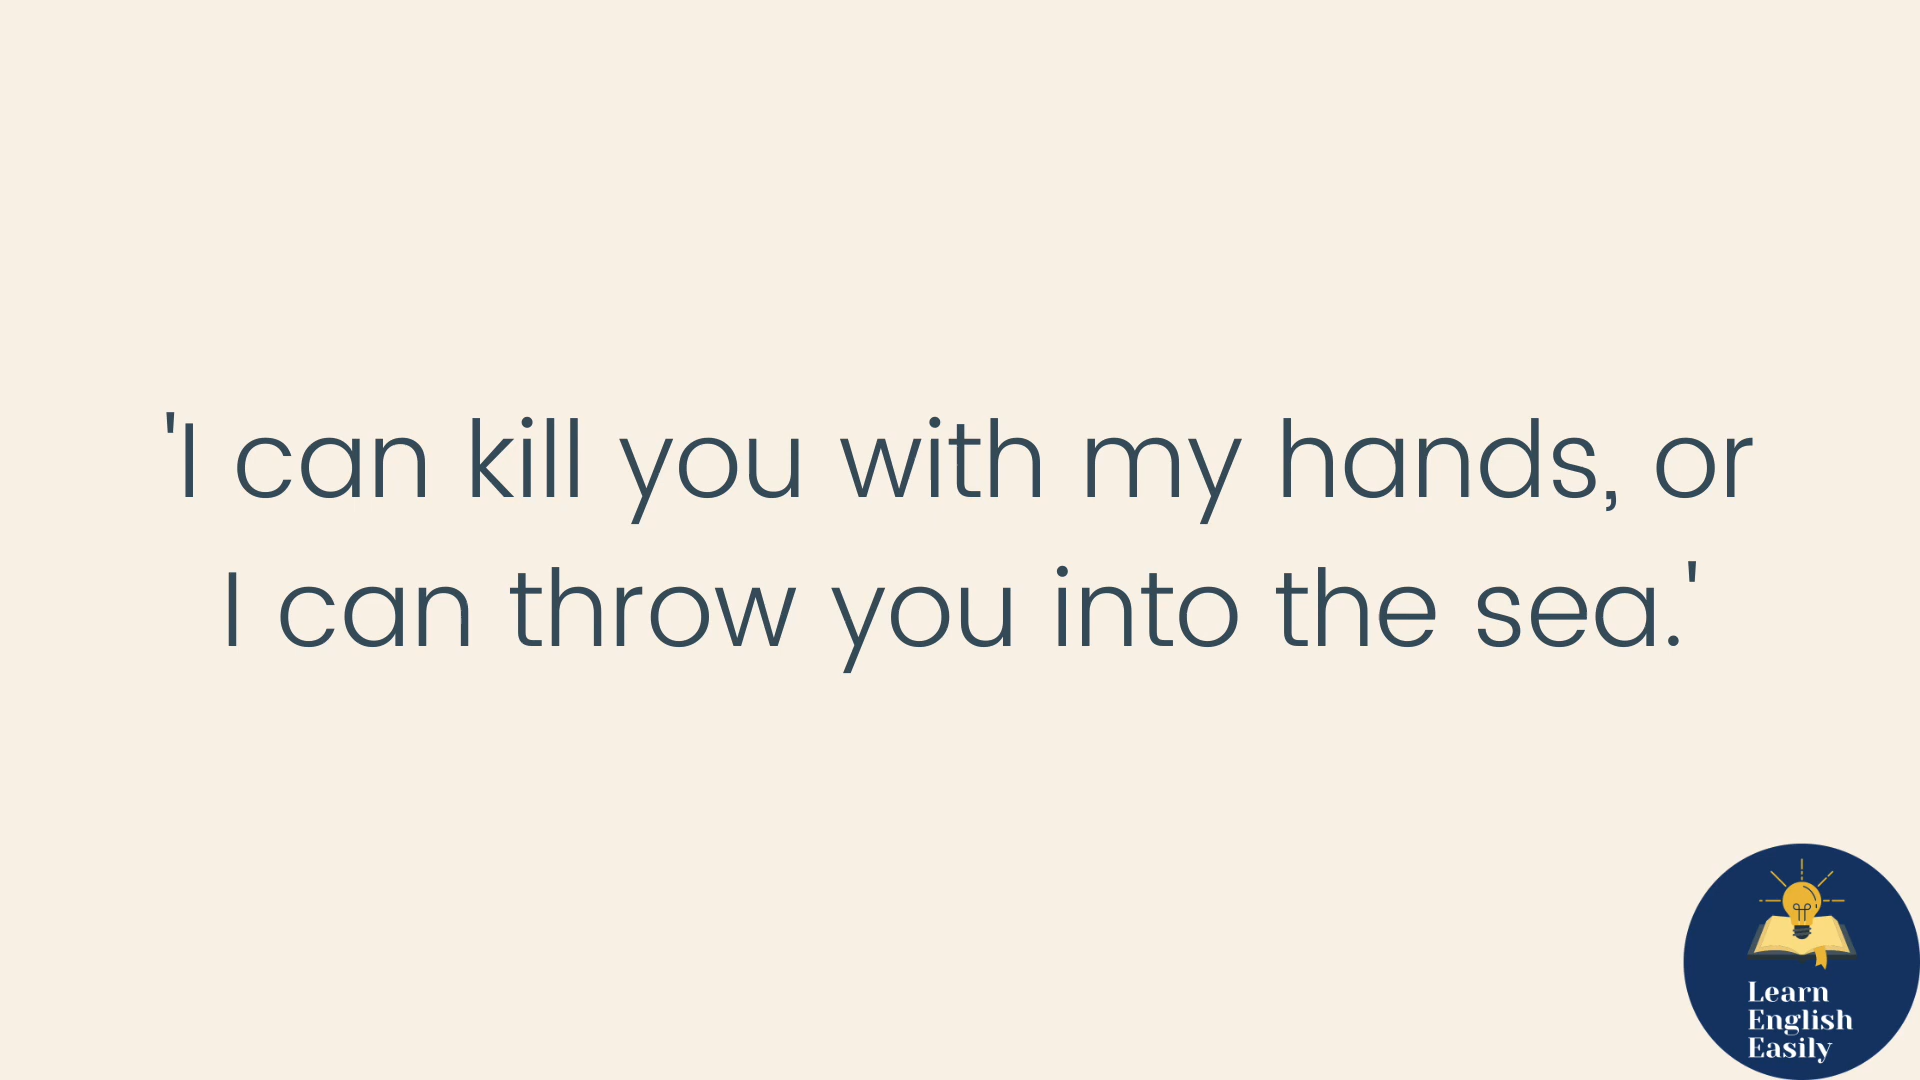 'I can kill you with my hands, or
I can throw you into the sea.'
Learn
English
Easily